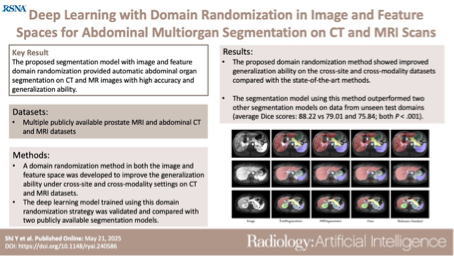 RSNA
Deep Learning with Domain Randomization in Image and Feature
Spaces for Abdominal Multiorgan Segmentation on CT and MRI Scans
Key Result
The proposed segmentation model with image and feature
domain randomization provided automatic abdominal organ
segmentation on CT and MR images with high accuracy and
generalization ability.
Datasets:
• Multiple publicly available prostate MRI and abdominal CT
and MRI datasets
Methods:
• A domain randomization method in both the image and
feature space was developed to improve the generalization
ability under cross-site and cross-modality settings on CT
and MRI datasets.
• The deep learning model trained using this domain
randomization strategy was validated and compared with
two publicly available segmentation models.
Results:
• The proposed domain randomization method showed improved
generalization ability on the cross-site and cross-modality datasets
compared with the state-of-the-art methods.
• The segmentation model using this method outperformed two
other segmentation models on data from unseen test domains
(average Dice scores: 88.22 vs 79.01 and 75.84; both P < .001).
Image TotalSegmentator MRSegmentator Ours Reference Standard
Shi Y et al. Published Online: May 21, 2025
DOI: https://doi.org/10.1148/ryai.240586
Radiology: Artificial Intelligence